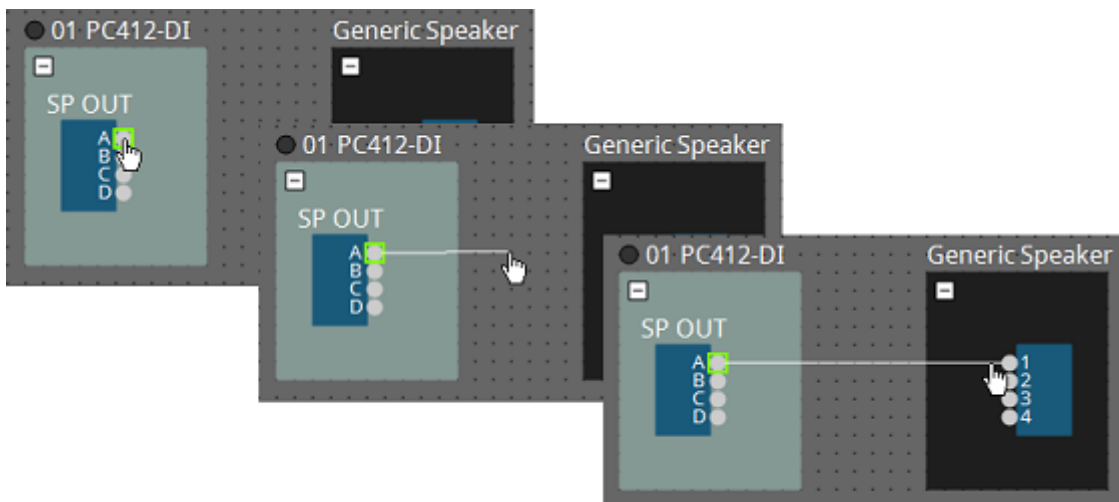 01 PC412-DI
Generic Speaker
SP OUT
A
B
C
D
01 PC412-DI
Generic Speaker
SP OUT
A
B
C
D
01 PC412-DI
Generic Speaker
SP OUT
A
B
C
D
1
2
3
4